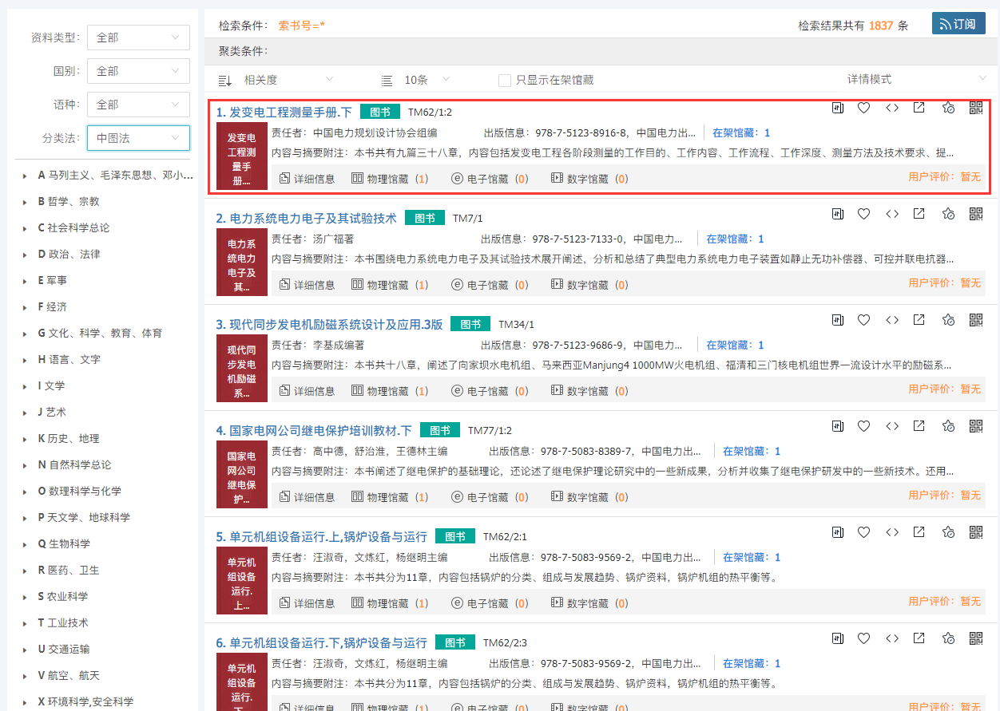 资料类型： 全部
国别： 全部
语种： 全部
分类法： 中图法
A 马列主义、毛泽东思想、邓小...
B 哲学、宗教
C 社会科学总论
D 政治、法律
E 军事
F 经济
G 文化、科学、教育、体育
H 语言、文字
I 文学
J 艺术
K 历史、地理
N 自然科学总论
O 数理科学与化学
P 天文学、地球科学
Q 生物科学
R 医药、卫生
S 农业科学
T 工业技术
U 交通运输
V 航空、航天
X 环境科学,安全科学
检索条件： 索书号=* 检索结果共有 1837 条 订阅
聚类条件：
相关度 10条 只显示在架馆藏 详情模式
1. 发变电工程测量手册.下 图书 TM62/1:2
发变电
工程测
量手
册....
责任者：中国电力规划设计协会组编 出版信息：978-7-5123-8916-8，中国电力出... 在架馆藏：1
内容与摘要附注：本书共有九篇三十八章，内容包括发变电工程各阶段测量的工作目的、工作内容、工作流程、工作深度、测量方法及技术要求、提...
详细信息 物理馆藏 (1) 电子馆藏 (0) 数字馆藏 (0) 用户评价：暂无
2. 电力系统电力电子及其试验技术 图书 TM7/1
电力系
统电力
电子及
其...
责任者：汤广福著 出版信息：978-7-5123-7133-0，中国电力... 在架馆藏：1
内容与摘要附注：本书围绕电力系统电力电子及其试验技术展开阐述，分析和总结了典型电力系统电力电子装置如静止无功补偿器、可控并联电抗器...
详细信息 物理馆藏 (1) 电子馆藏 (0) 数字馆藏 (0) 用户评价：暂无
3. 现代同步发电机励磁系统设计及应用.3版 图书 TM34/1
现代同
步发电
机励磁
系...
责任者：李基成编著 出版信息：978-7-5123-9686-9，中国电力... 在架馆藏：1
内容与摘要附注：本书共十八章，阐述了向家坝水电机组、马来西亚Manjung4 1000MW火电机组、福清和三门核电机组世界一流设计水平的励磁系...
详细信息 物理馆藏 (1) 电子馆藏 (0) 数字馆藏 (0) 用户评价：暂无
4. 国家电网公司继电保护培训教材.下 图书 TM77/1:2
国家电
网公司
继电保
护...
责任者：高中德，舒治淮，王德林主编 出版信息：978-7-5083-8389-7，中国电力出... 在架馆藏：1
内容与摘要附注：本书阐述了继电保护的基础理论，还论述了继电保护理论研究中的一些新成果，分析并收集了继电保护研发中的一些新技术。还用...
详细信息 物理馆藏 (1) 电子馆藏 (0) 数字馆藏 (0) 用户评价：暂无
5. 单元机组设备运行.上,锅炉设备与运行 图书 TM62/2:1
单元机
组设备
运行.
上...
责任者：汪淑奇，文炼红，杨继明主编 出版信息：978-7-5083-9569-2，中国电力出... 在架馆藏：1
内容与摘要附注：本书共分为11章，内容包括锅炉的分类、组成与发展趋势、锅炉资料，锅炉机组的热平衡等。
详细信息 物理馆藏 (1) 电子馆藏 (0) 数字馆藏 (0) 用户评价：暂无
6. 单元机组设备运行.下,锅炉设备与运行 图书 TM62/2:3
单元机
组设备
运行.
下...
责任者：汪淑奇，文炼红，杨继明主编 出版信息：978-7-5083-9569-2，中国电力出... 在架馆藏：1
内容与摘要附注：本书共分为11章，内容包括锅炉的分类、组成与发展趋势、锅炉资料，锅炉机组的热平衡等。
详细信息 物理馆藏 (1) 电子馆藏 (0) 数字馆藏 (0) 用户评价：暂无